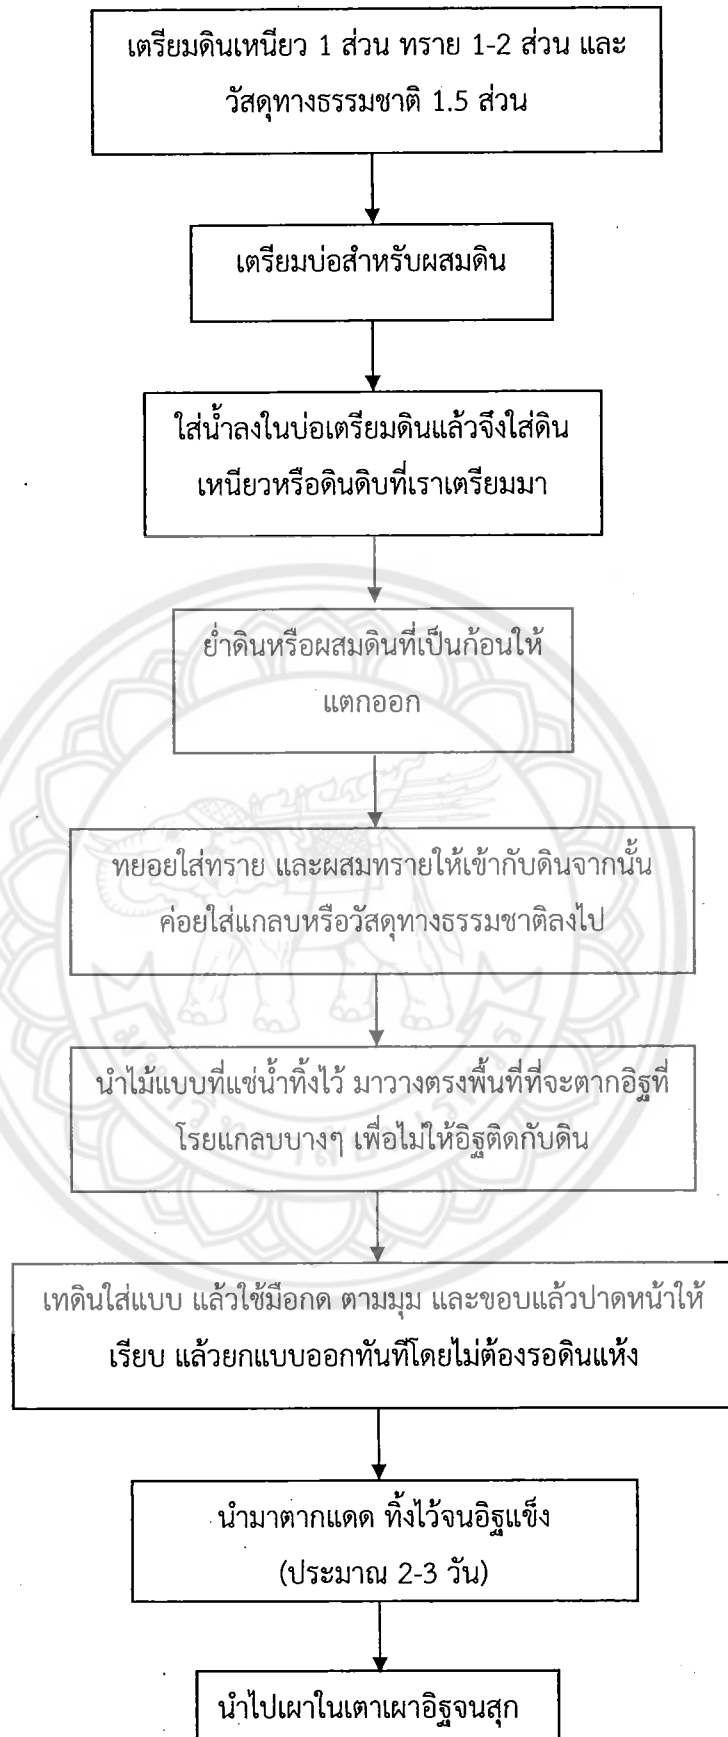 เตรียมดินเหนียว 1 ส่วน ทราย 1-2 ส่วน และ
วัสดุทางธรรมชาติ 1.5 ส่วน
เตรียมบ่อสำหรับผสมดิน
ใส่น้ำลงในบ่อเตรียมดินแล้วจึงใส่ดิน
เหนียวหรือดินดิบที่เราเตรียมมา
ย่ำดินหรือผสมดินที่เป็นก้อนให้
แตกออก
ทยอยใส่ทราย และผสมทรายให้เข้ากับดินจากนั้น
ค่อยใส่แกลบหรือวัสดุทางธรรมชาติลงไป
นำไม้แบบที่แช่น้ำทิ้งไว้ มาวางตรงพื้นที่ที่จะตากอิฐที่
โรยแกลบบางๆ เพื่อไม่ให้อิฐติดกับดิน
เทดินใส่แบบ แล้วใช้มือกด ตามมุม และขอบแล้วปาดหน้าให้
เรียบ แล้วยกแบบออกทันทีโดยไม่ต้องรอดินแห้ง
นำมาตากแดด ทิ้งไว้จนอิฐแข็ง
(ประมาณ 2-3 วัน)
นำไปเผาในเตาเผาอิฐจนสุก